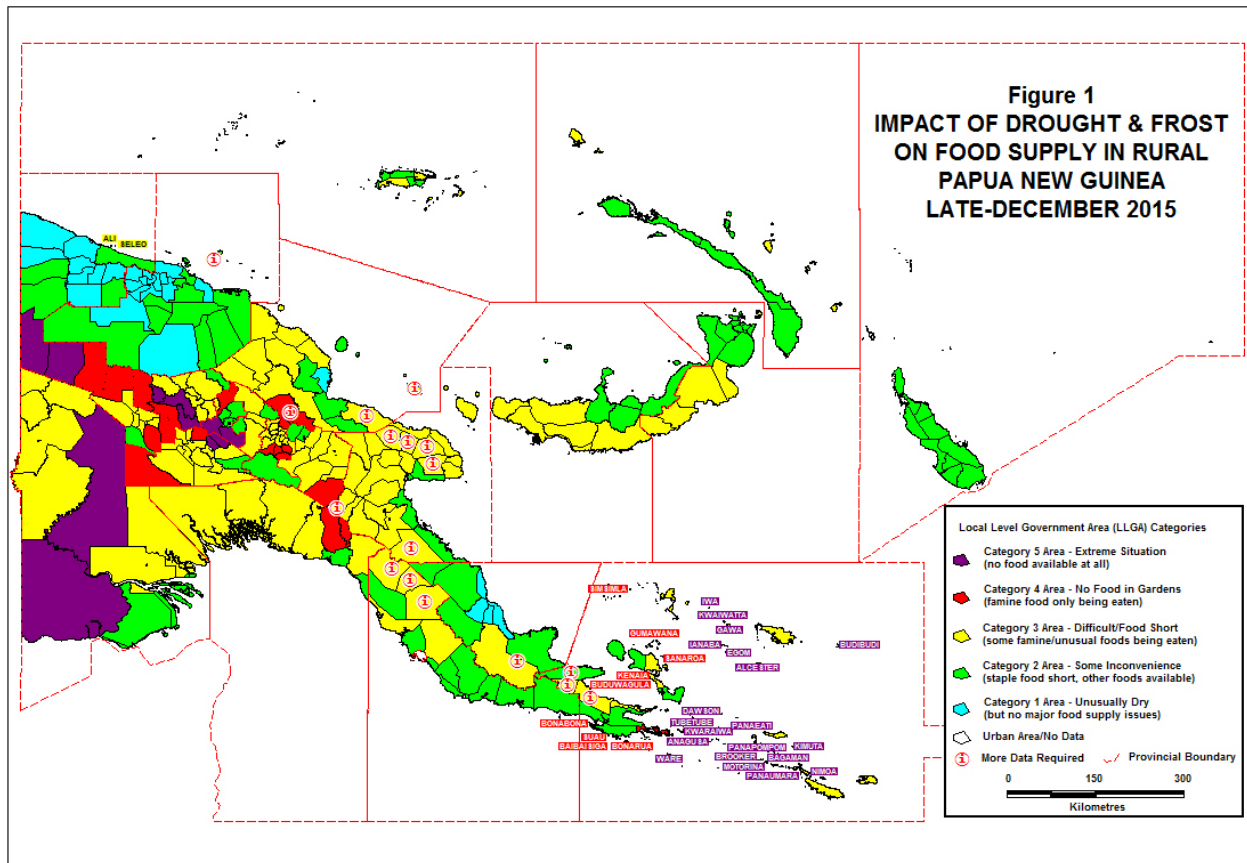 Figure 1
IMPACT OF DROUGHT & FROST
ON FOOD SUPPLY IN RURAL
PAPUA NEW GUINEA
LATE-DECEMBER 2015
ALI
SELEO
SIMSIMLA
IWA
KWAIWATTA
GAWA
GUMAWANA
IANABA
EGOM
BUDIBUDI
SANAROA
ALCESTER
KENAIA
BUDUWAGULA
DAWSON
BONABONA
TUBETUBE
PANAEATI
KWARAIWA
SUAU
ANAGUSA
BAIBAISIGA
BONARUA
PANAPOMPOM
KIMUTA
WARE
BROOKER
BAGAMAN
MOTORINA
NIMOA
PANAUMARA
Local Level Government Area (LLGA) Categories
Category 5 Area - Extreme Situation
(no food available at all)
Category 4 Area - No Food in Gardens
(famine food only being eaten)
Category 3 Area - Difficult/Food Short
(some famine/unusual foods being eaten)
Category 2 Area - Some Inconvenience
(staple food short, other foods available)
Category 1 Area - Unusually Dry
(but no major food supply issues)
Urban Area/No Data
More Data Required Provincial Boundary
0 150 300
Kilometres